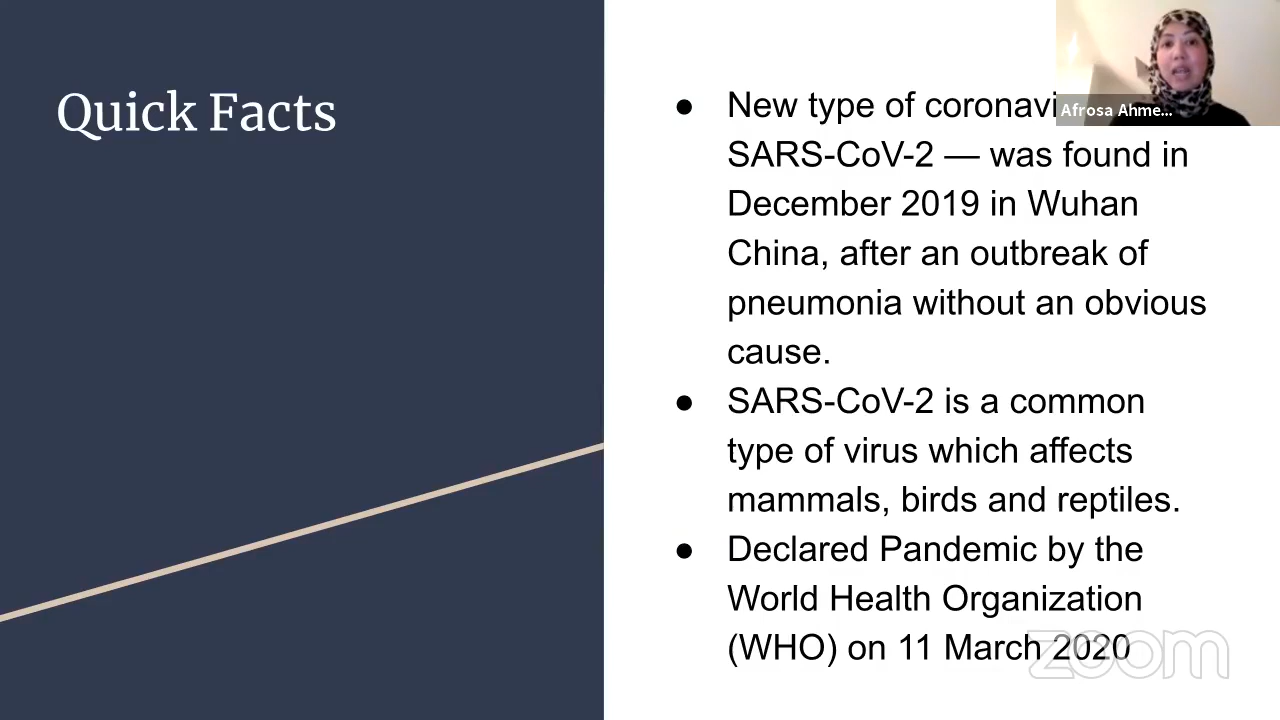 Quick Facts
● New type of coronavi
SARS-CoV-2 — was found in
December 2019 in Wuhan
China, after an outbreak of
pneumonia without an obvious
cause.
● SARS-CoV-2 is a common
type of virus which affects
mammals, birds and reptiles.
● Declared Pandemic by the
World Health Organization
(WHO) on 11 March 2020
Afrosa Ahme...
zoom